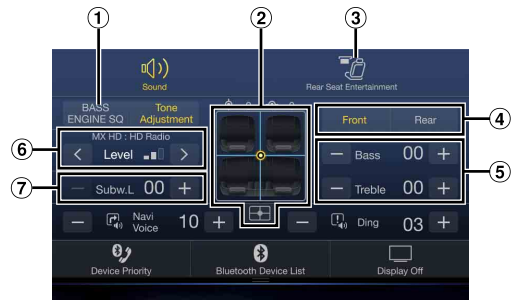 1
2
3
Sound
Rear Seat Entertainment
BASS
ENGINE SQ
Tone
Adjustment
Front
Rear
4
MX HD : HD Radio
6
< Level >
− Bass 00 +
5
7
− Subw.L 00 +
− Treble 00 +
− Navi
Voice 10 +
− Ding 03 +
Device Priority
Bluetooth Device List
Display Off